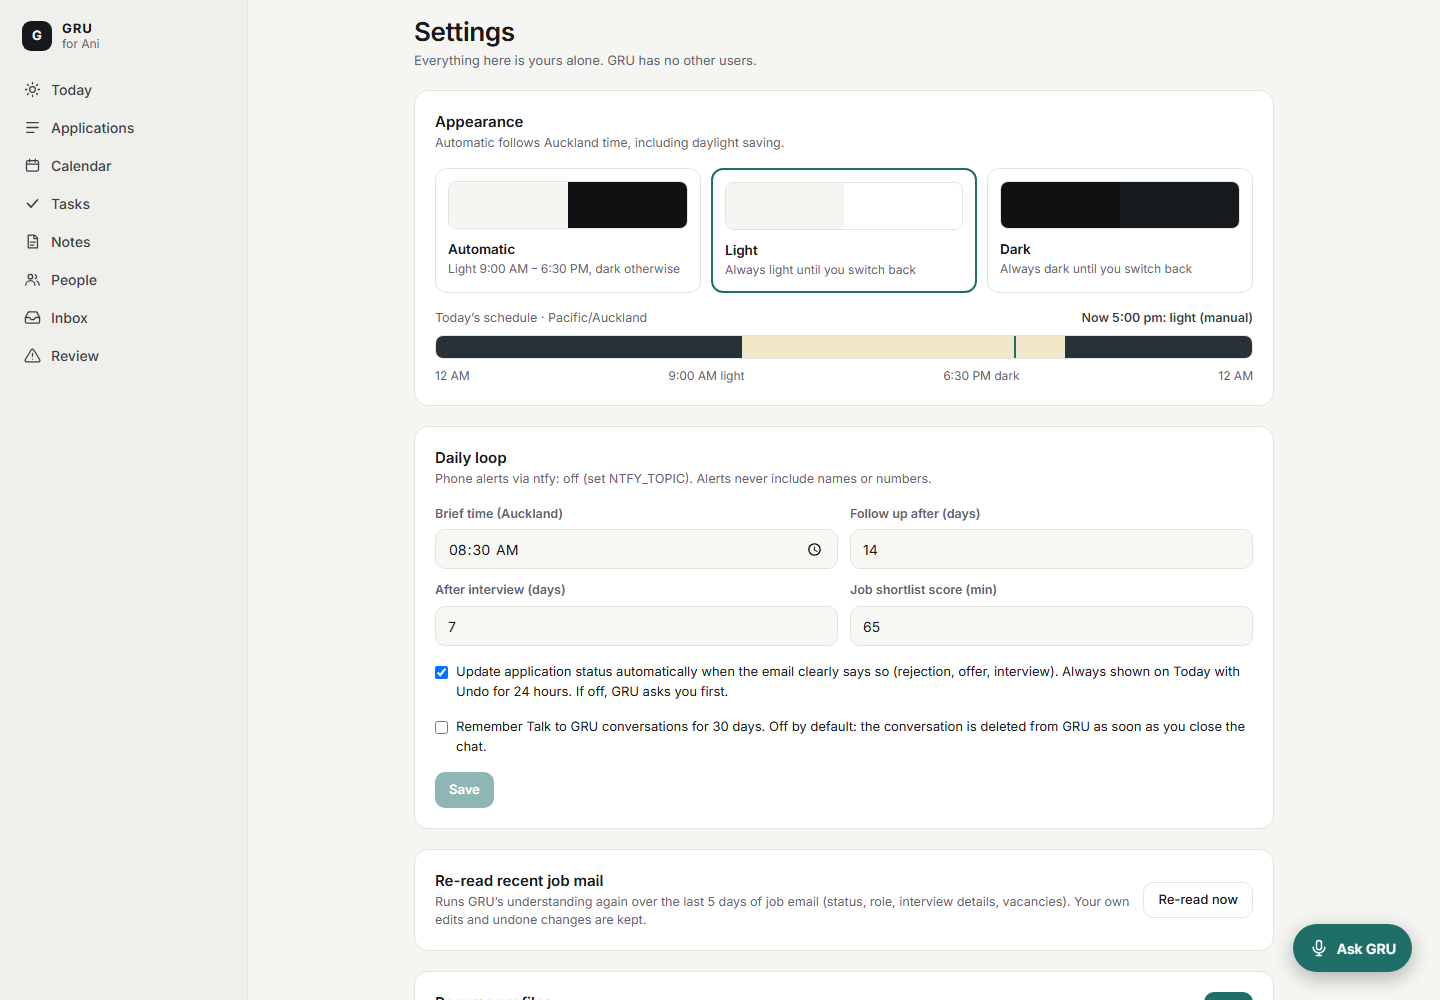 G
GRU
for Ani
Today
Applications
Calendar
Tasks
Notes
People
Inbox
Review
Settings
Everything here is yours alone. GRU has no other users.
Appearance
Automatic follows Auckland time, including daylight saving.
Automatic
Light 9:00 AM – 6:30 PM, dark otherwise
Light
Always light until you switch back
Dark
Always dark until you switch back
Today’s schedule · Pacific/Auckland
Now 5:00 pm: light (manual)
12 AM
9:00 AM light
6:30 PM dark
12 AM
Daily loop
Phone alerts via ntfy: off (set NTFY_TOPIC). Alerts never include names or numbers.
Brief time (Auckland)
Follow up after (days)
08:30 AM
14
After interview (days)
Job shortlist score (min)
7
65
Update application status automatically when the email clearly says so (rejection, offer, interview). Always shown on Today with
Undo for 24 hours. If off, GRU asks you first.
Remember Talk to GRU conversations for 30 days. Off by default: the conversation is deleted from GRU as soon as you close the
chat.
Save
Re-read recent job mail
Runs GRU’s understanding again over the last 5 days of job email (status, role, interview details, vacancies). Your own
edits and undone changes are kept.
Re-read now
Ask GRU